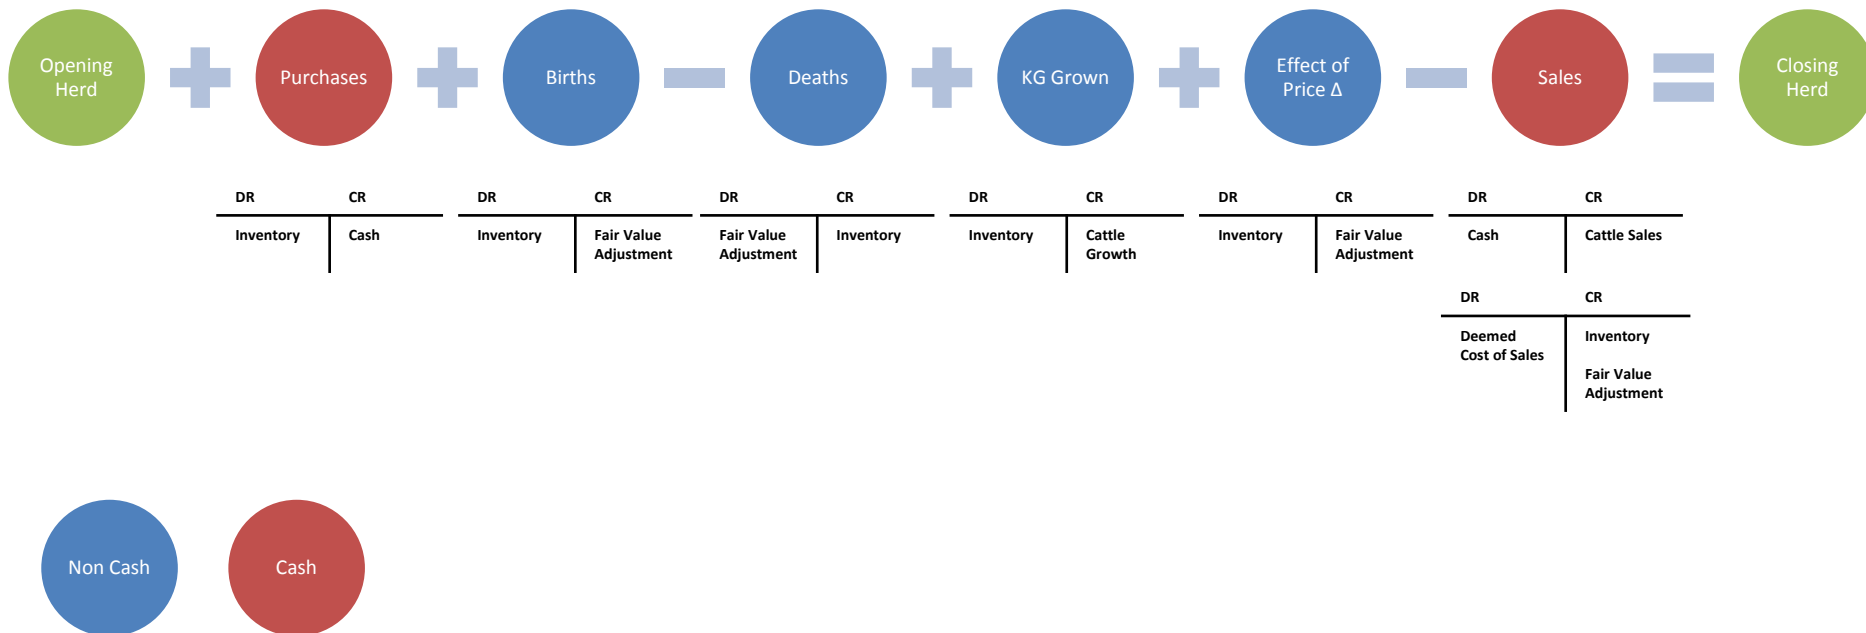 Opening
Herd
Purchases
Births
Deaths
KG Grown
Effect of
Price Δ
Sales
Closing
Herd
DR CR
Inventory Cash
DR CR
Inventory Fair Value
Adjustment
DR CR
Fair Value Inventory
Adjustment
DR CR
Inventory Cattle
Growth
DR CR
Inventory Fair Value
Adjustment
DR CR
Cash Cattle Sales
DR CR
Deemed Inventory
Cost of Sales
Fair Value
Adjustment
Non Cash
Cash